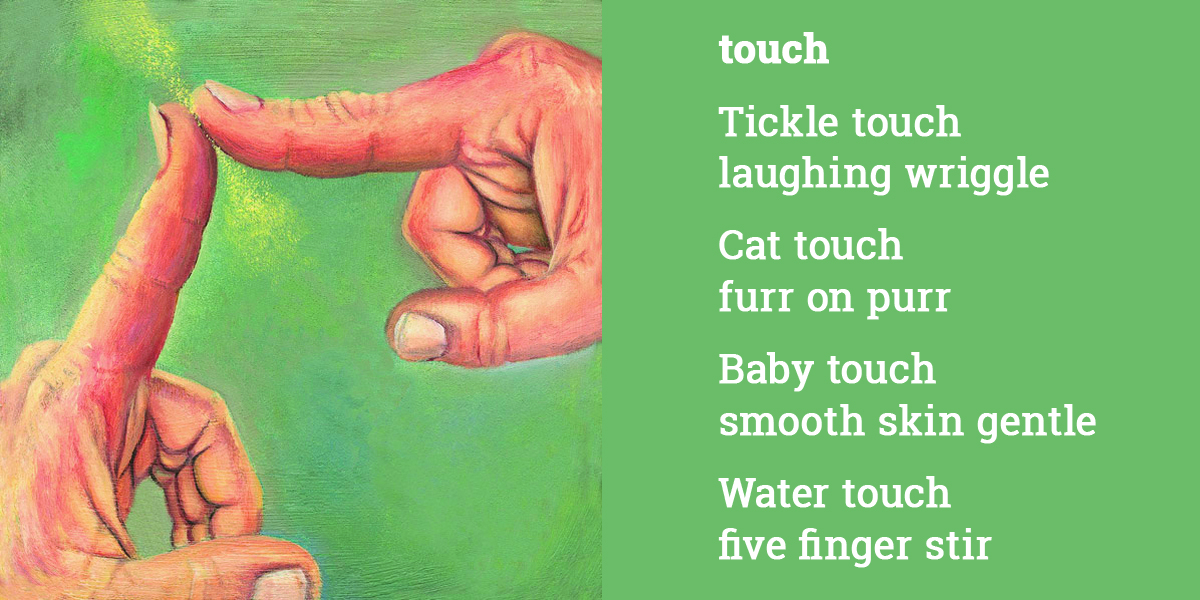 touch
Tickle touch
laughing wriggle
Cat touch
furr on purr
Baby touch
smooth skin gentle
Water touch
five finger stir